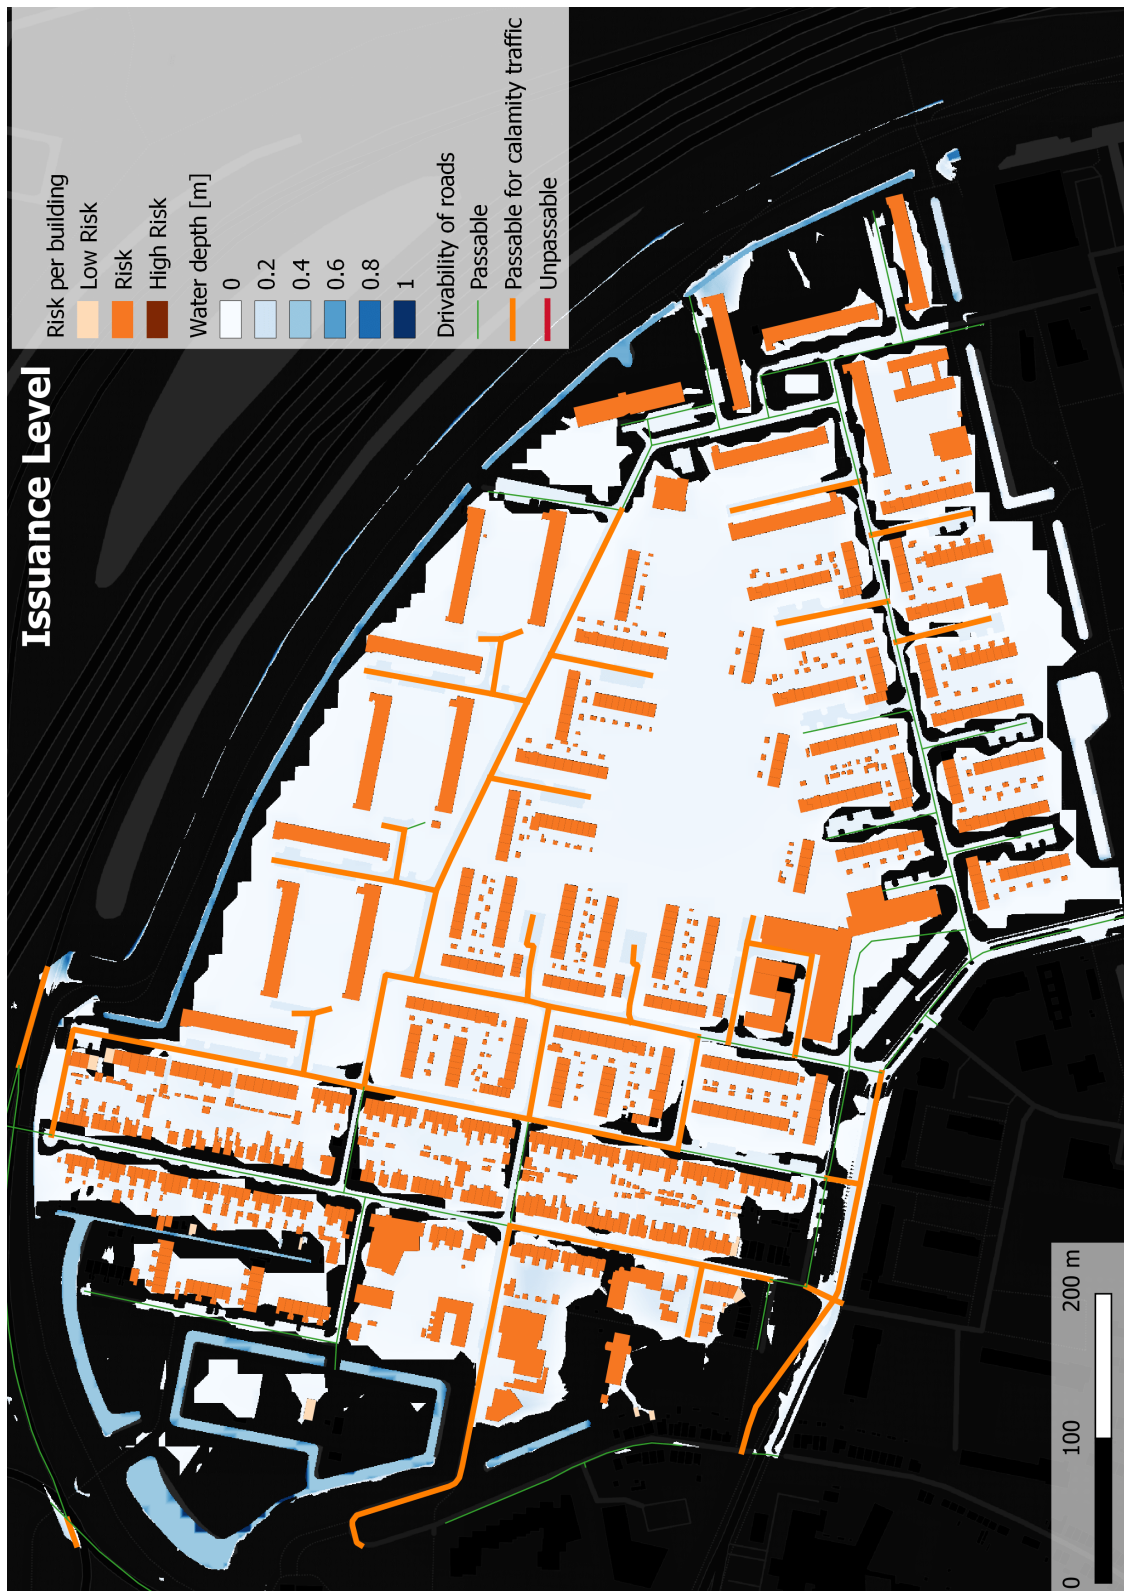 Issuance Level
Risk per building
Low Risk
Risk
High Risk
Water depth [m]
0
0.2
0.4
0.6
0.8
1
Drivability of roads
Passable
Passable for calamity traffic
Unpassable
0 100 200 m